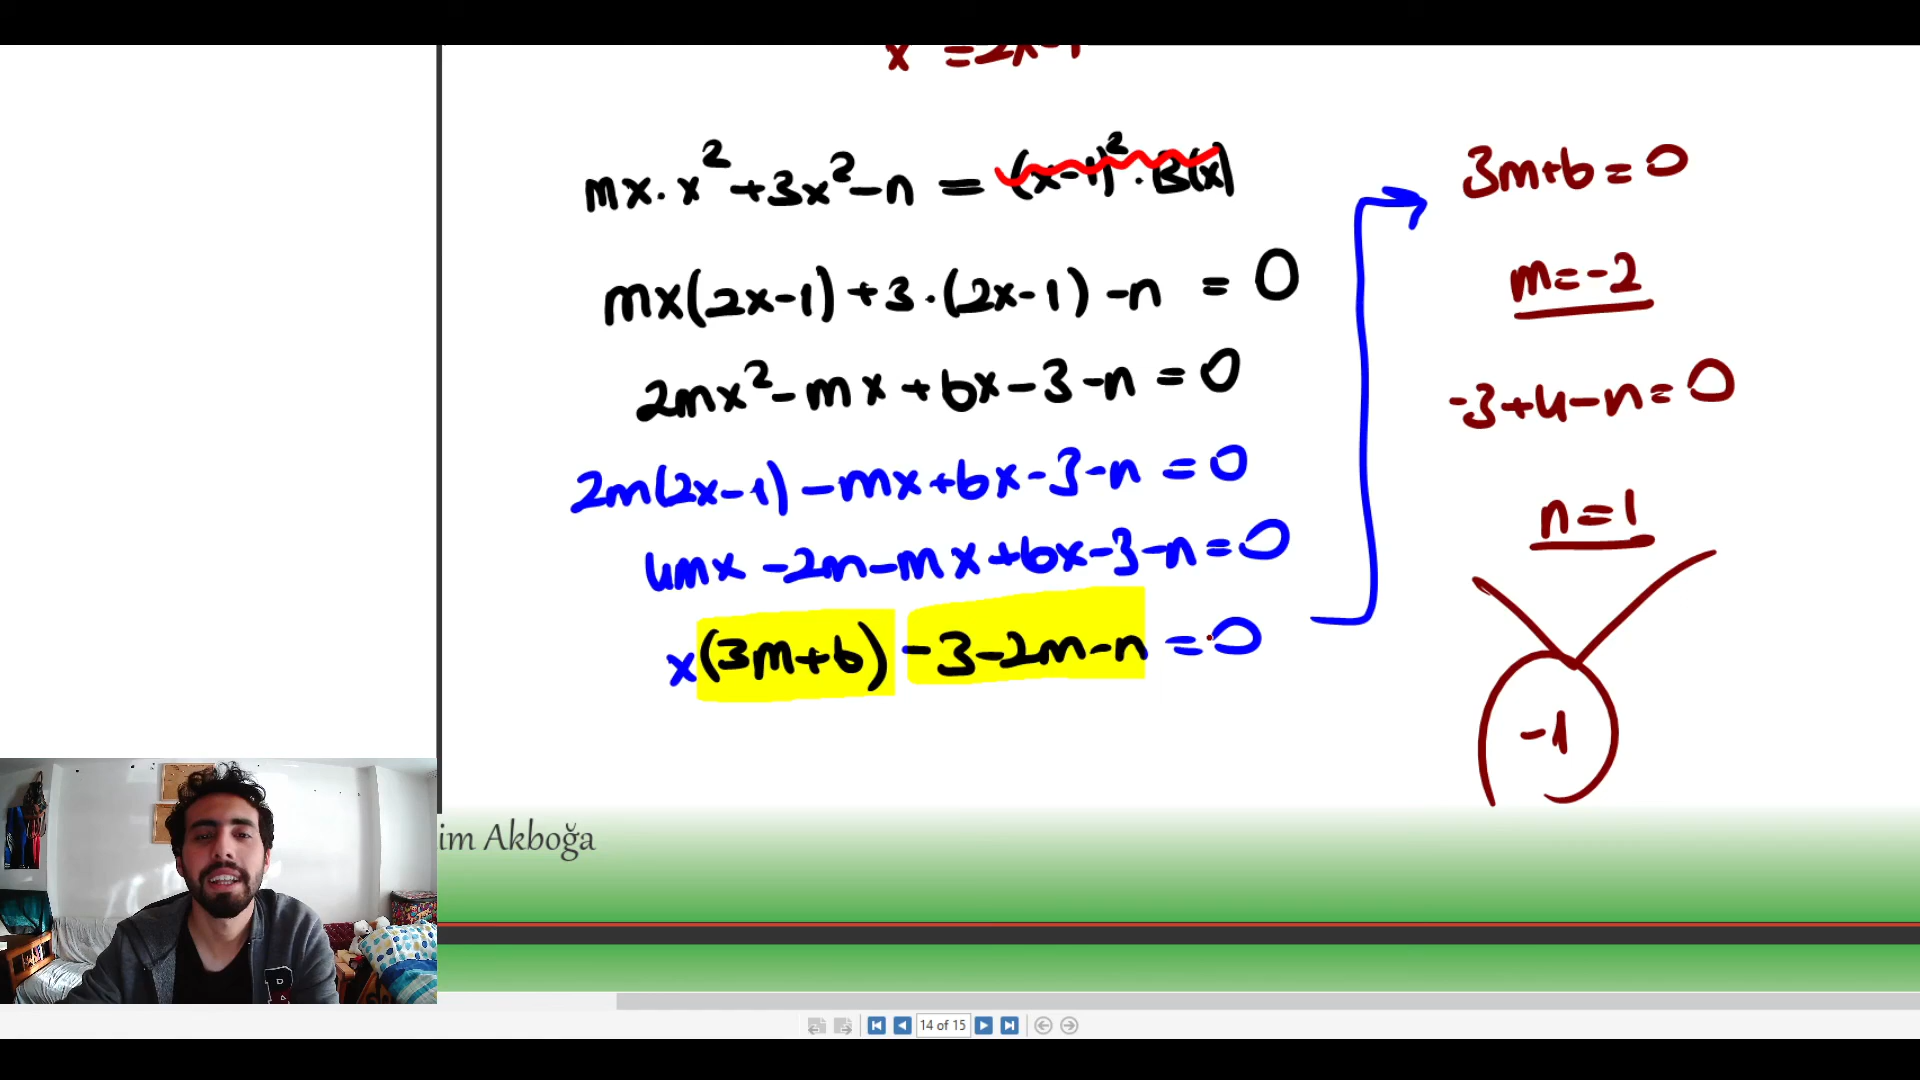 x = 2x-1
mx·x²+3x²-n = (x-1)²·B(x)
mx(2x-1)+3·(2x-1)-n = 0
2mx²-mx+6x-3-n=0
2m(2x-1)-mx+6x-3-n=0
4mx-2m-mx+6x-3-n=0
x(3m+6)-3-2m-n=0
3m+6=0
m=-2
-3+4-n=0
n=1
-1
im Akboğa
14 of 15